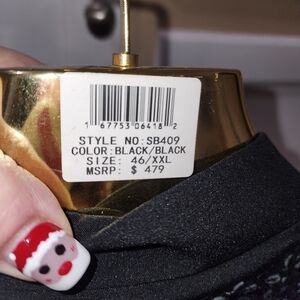 1 67753 06418 2
STYLE NO: SB409
COLOR: BLACK/BLACK
SIZE: 46/XXL
MSRP: $ 479